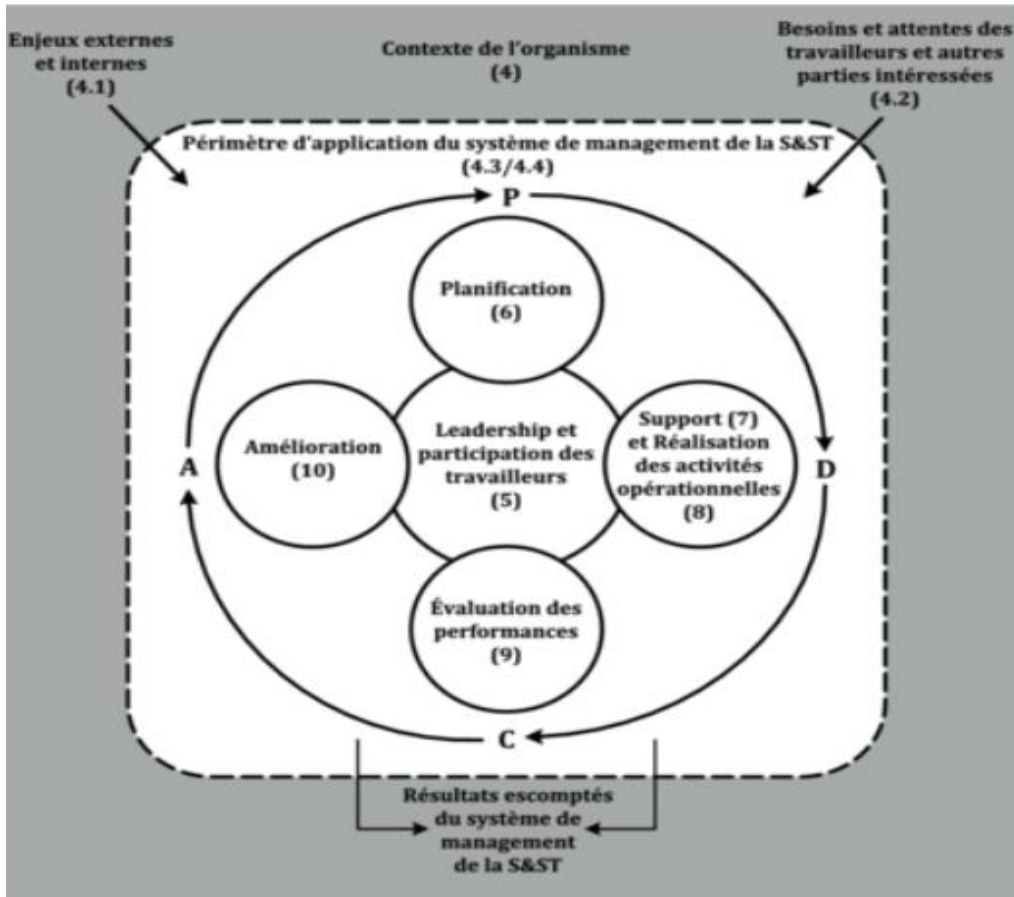 Enjeux externes
et internes
(4.1)
Contexte de l'organisme
(4)
Besoins et attentes des
travailleurs et autres
parties intéressées
(4.2)
Périmètre d'application du système de management de la S&ST
(4.3/4.4)
P
Planification
(6)
A
Amélioration
(10)
Leadership et
participation des
travailleurs
(5)
Support (7)
et Réalisation
des activités
opérationnelles
(8)
D
Évaluation des
performances
(9)
C
Résultats escomptés
du système de
management
de la S&ST